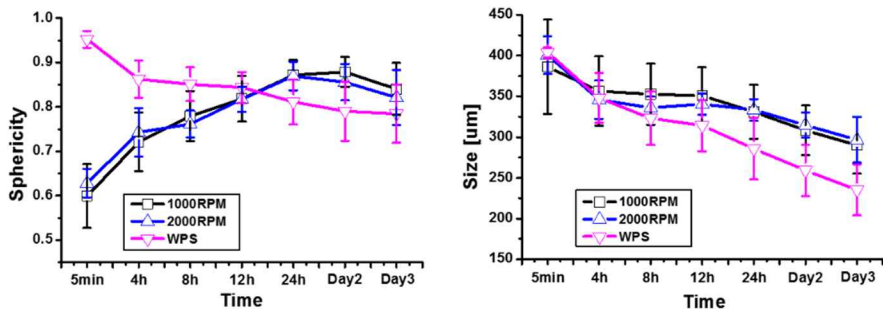 1.0
0.9
0.8
0.7
0.6
0.5
Sphericity
1000RPM
2000RPM
WPS
5min 4h 8h 12h 24h Day2 Day3
Time
450
400
350
300
250
200
150
Size [um]
1000RPM
2000RPM
WPS
5min 4h 8h 12h 24h Day2 Day3
Time